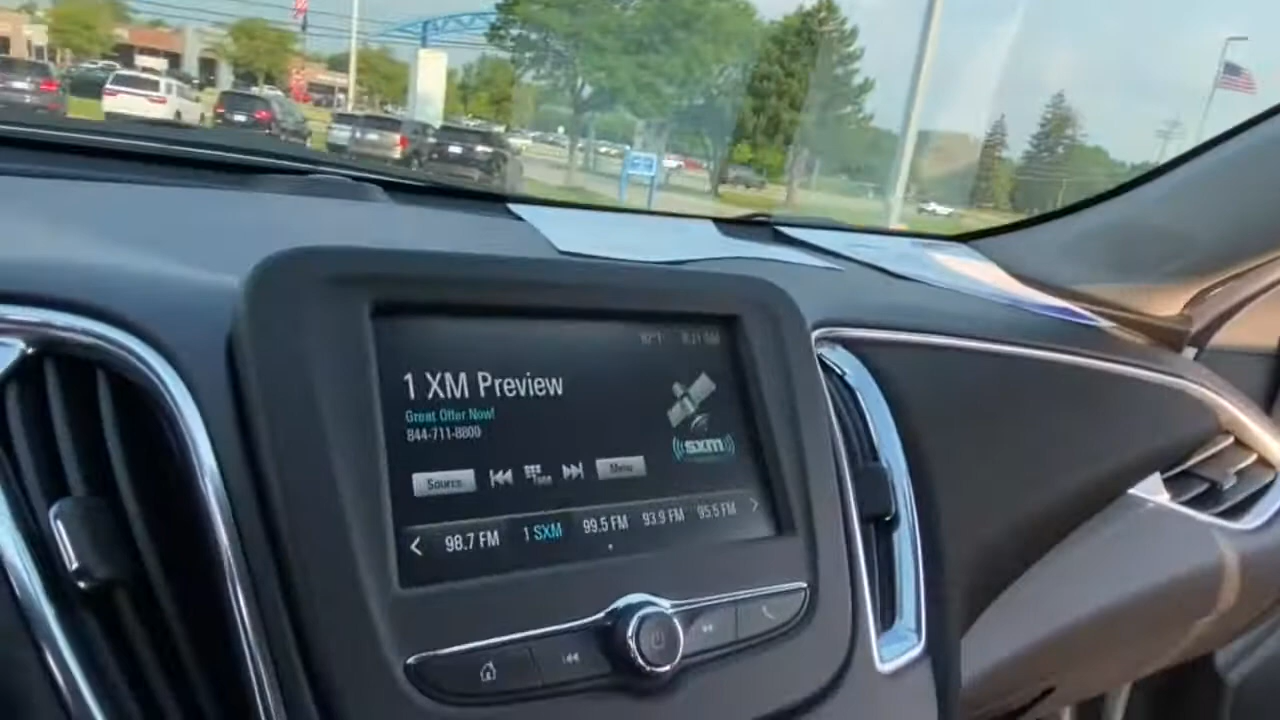 1 XM Preview
Great Offer Now!
844-711-8800
((sxm))
Source
Tune
Menu
98.7 FM
1 SXM
99.5 FM
93.9 FM
95.5 FM